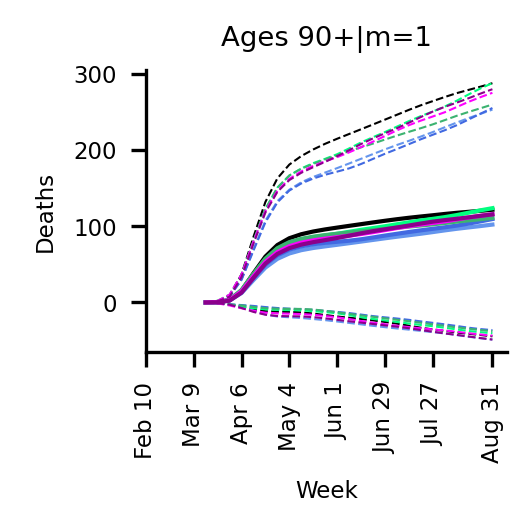 Ages 90+|m=1
300
200
100
0
Deaths
Feb 10
Mar 9
Apr 6
May 4
Jun 1
Jun 29
Jul 27
Aug 31
Week